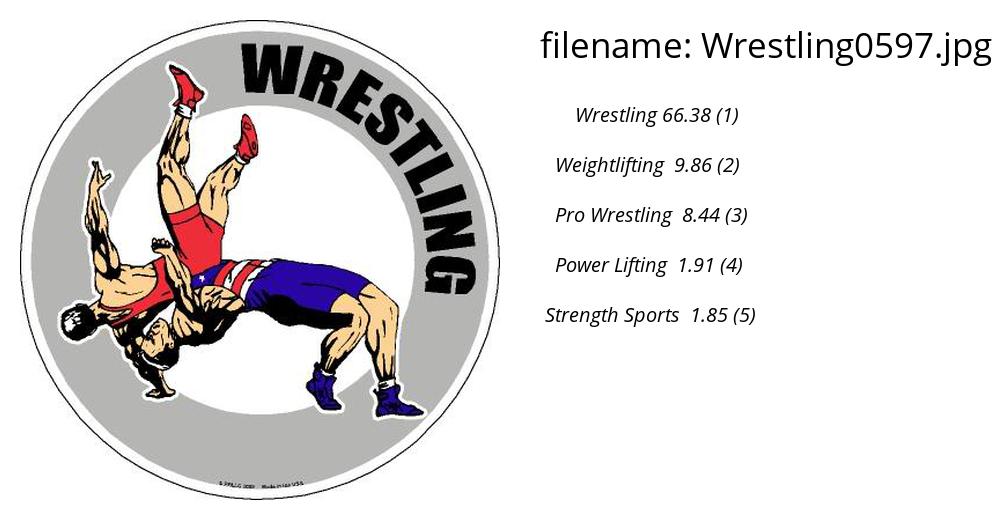 WRESTLING
filename: Wrestling0597.jpg
Wrestling 66.38 (1)
Weightlifting 9.86 (2)
Pro Wrestling 8.44 (3)
Power Lifting 1.91 (4)
Strength Sports 1.85 (5)